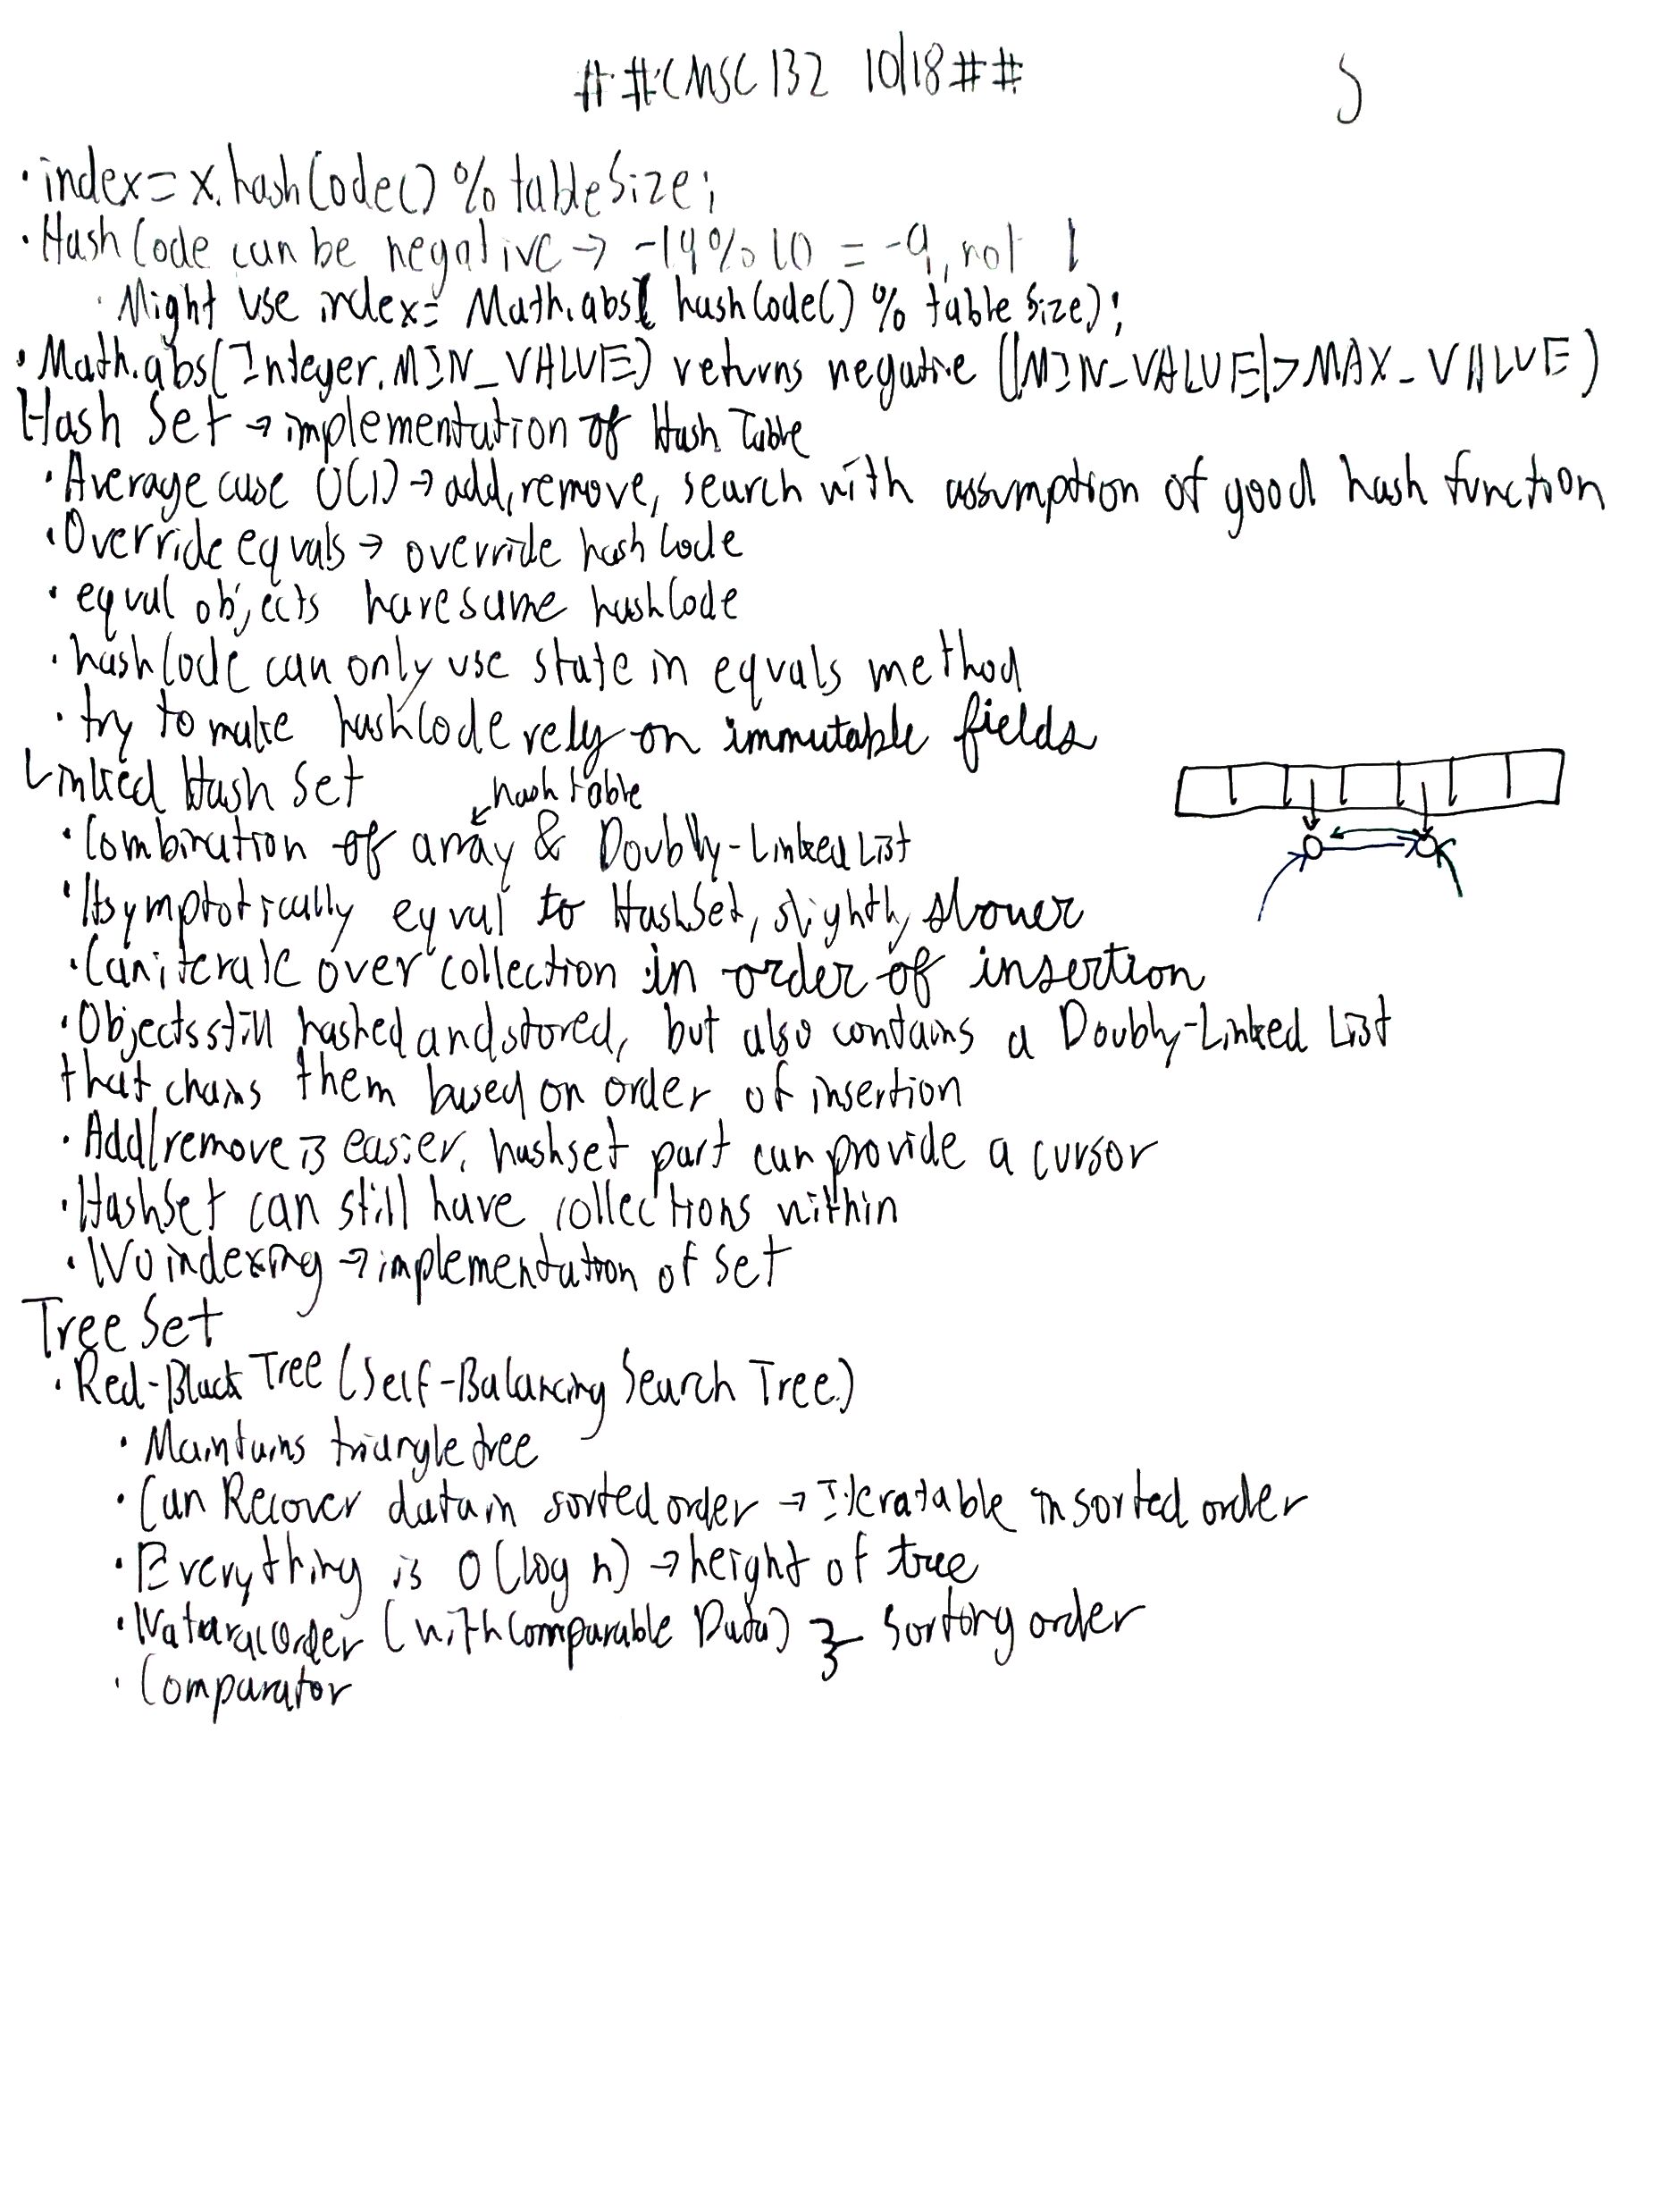 ##CMSC 132 10/18##
5
·index = x.hashCode() % tableSize;
·HashCode can be negative → -19%10 = -9, not 1
·Might use index = Math.abs( hashCode() % tableSize);
·Math.abs(Integer.MIN_VALUE) returns negative (|MIN_VALUE|>MAX_VALUE)
Hash Set → implementation of Hash Table
·Average case O(1) → add, remove, search with assumption of good hash function
·Override equals → override hashCode
·equal objects have same hashCode
·hashCode can only use state in equals method
·try to make hashCode rely on immutable fields
Linked Hash Set
hash table
·Combination of array & Doubly-Linked List
·Asymptotically equal to HashSet, slightly slower
·Can iterate over collection in order of insertion
·Objects still hashed and stored, but also contains a Doubly-Linked List
that chains them based on order of insertion
·Add/remove is easier, hashset part can provide a cursor
·HashSet can still have collections within
·No indexing → implementation of set
Tree Set
·Red-Black Tree (Self-Balancing Search Tree)
·Maintains triangle tree
·Can Recover data in sorted order → Iteratable in sorted order
·Everything is O(log n) → height of tree
·Natural Order (with Comparable Data) } Sorting order
·Comparator